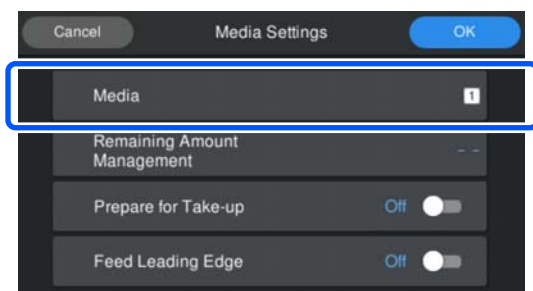 Cancel Media Settings OK
Media 1
Remaining Amount
Management - -
Prepare for Take-up Off
Feed Leading Edge Off